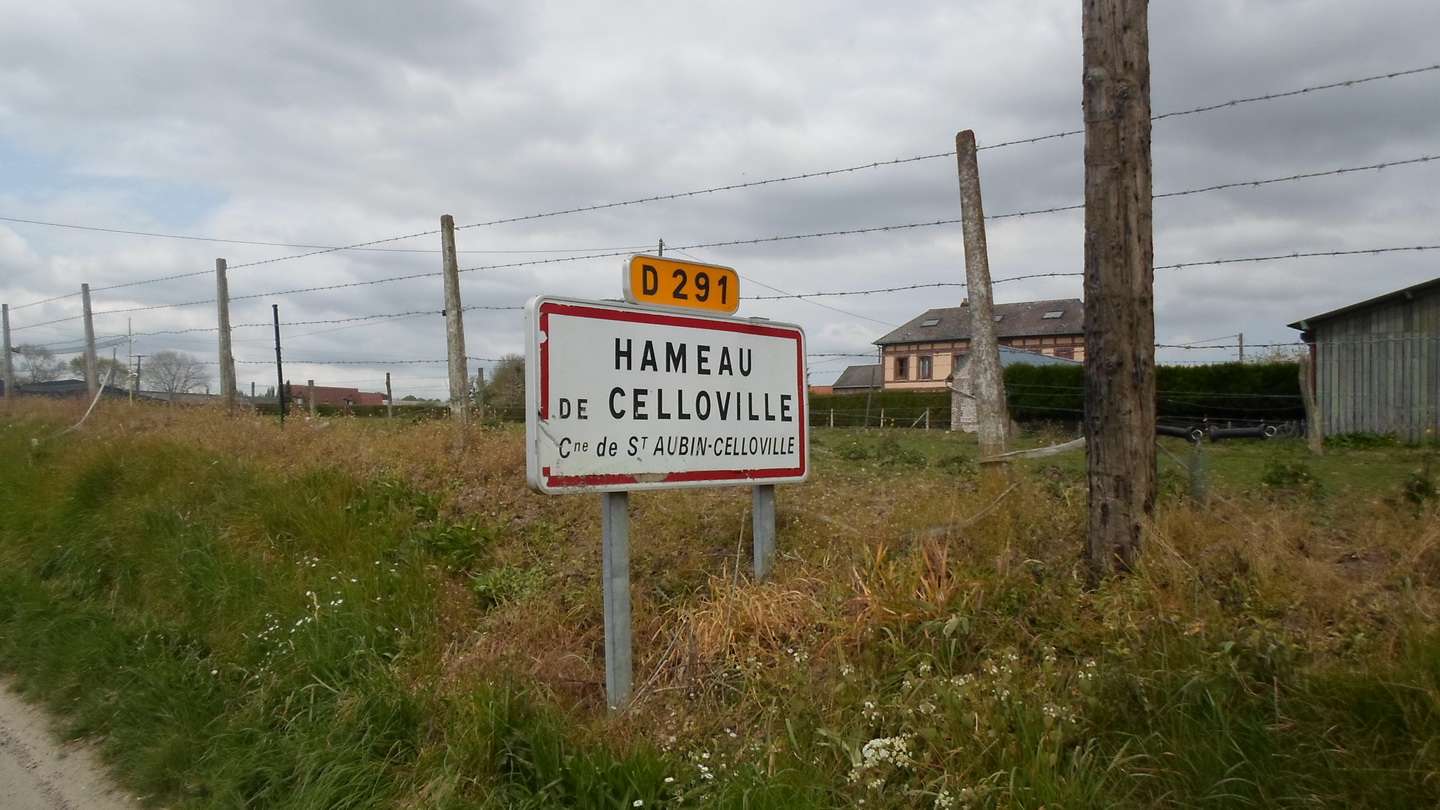 D 291
HAMEAU
DE CELLOVILLE
Cne de ST AUBIN-CELLOVILLE